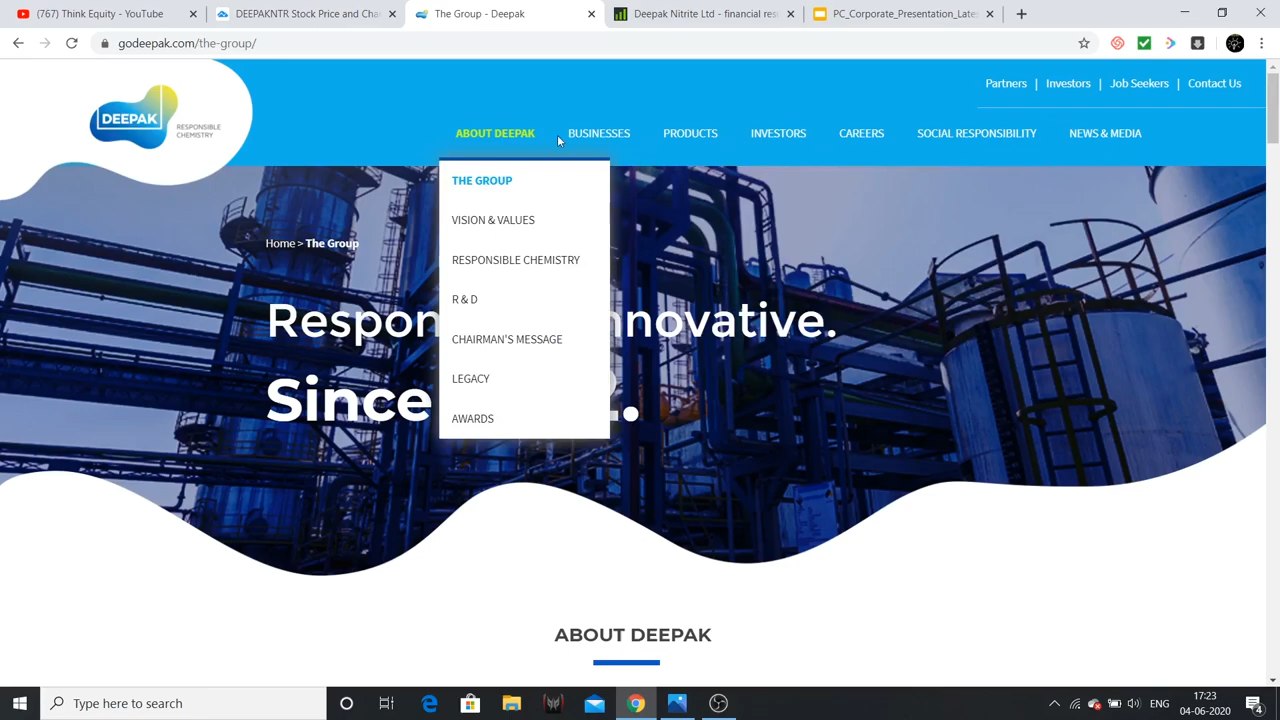 (767) Think Equity - YouTube
DEEPAKNTR Stock Price and Cha
The Group - Deepak
Deepak Nitrite Ltd - financial res
PC_Corporate_Presentation_Lates
godeepak.com/the-group/
Partners | Investors | Job Seekers | Contact Us
DEEPAK
RESPONSIBLE
CHEMISTRY
ABOUT DEEPAK BUSINESSES PRODUCTS INVESTORS CAREERS SOCIAL RESPONSIBILITY NEWS & MEDIA
THE GROUP
VISION & VALUES
RESPONSIBLE CHEMISTRY
R & D
CHAIRMAN'S MESSAGE
LEGACY
AWARDS
Home > The Group
Respon nnovative.
Since .
ABOUT DEEPAK
Type here to search
ENG
17:23
04-06-2020
4